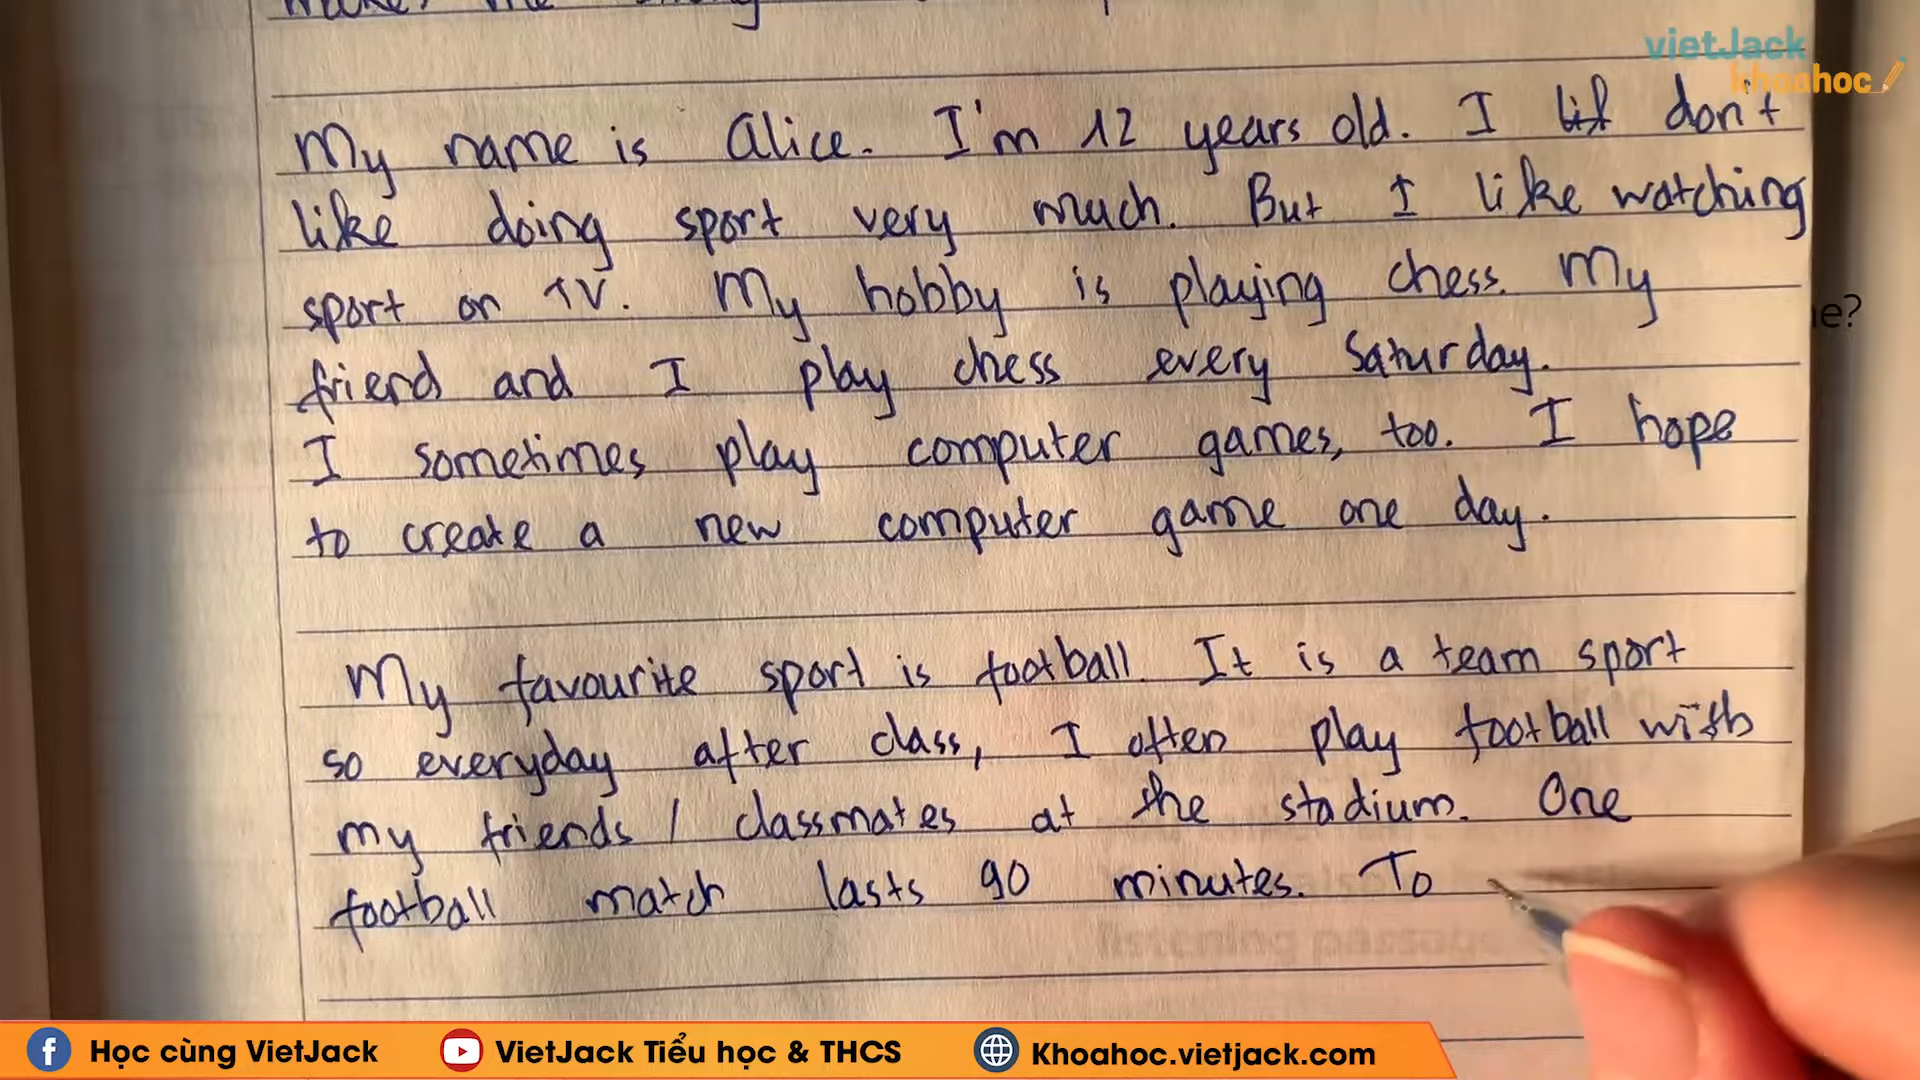 vietJack
khoahoc
My name is Alice. I'm 12 years old. I don't
like doing sport very much. But I like watching
sport on TV. My hobby is playing chess. My
friend and I play chess every Saturday.
I sometimes play computer games, too. I hope
to create a new computer game one day.
My favourite sport is football. It is a team sport
so everyday after class, I often play football with
my friends / classmates at the stadium. One
football match lasts 90 minutes. To
listening passage
Học cùng VietJack
VietJack Tiểu học & THCS
Khoahoc.vietjack.com